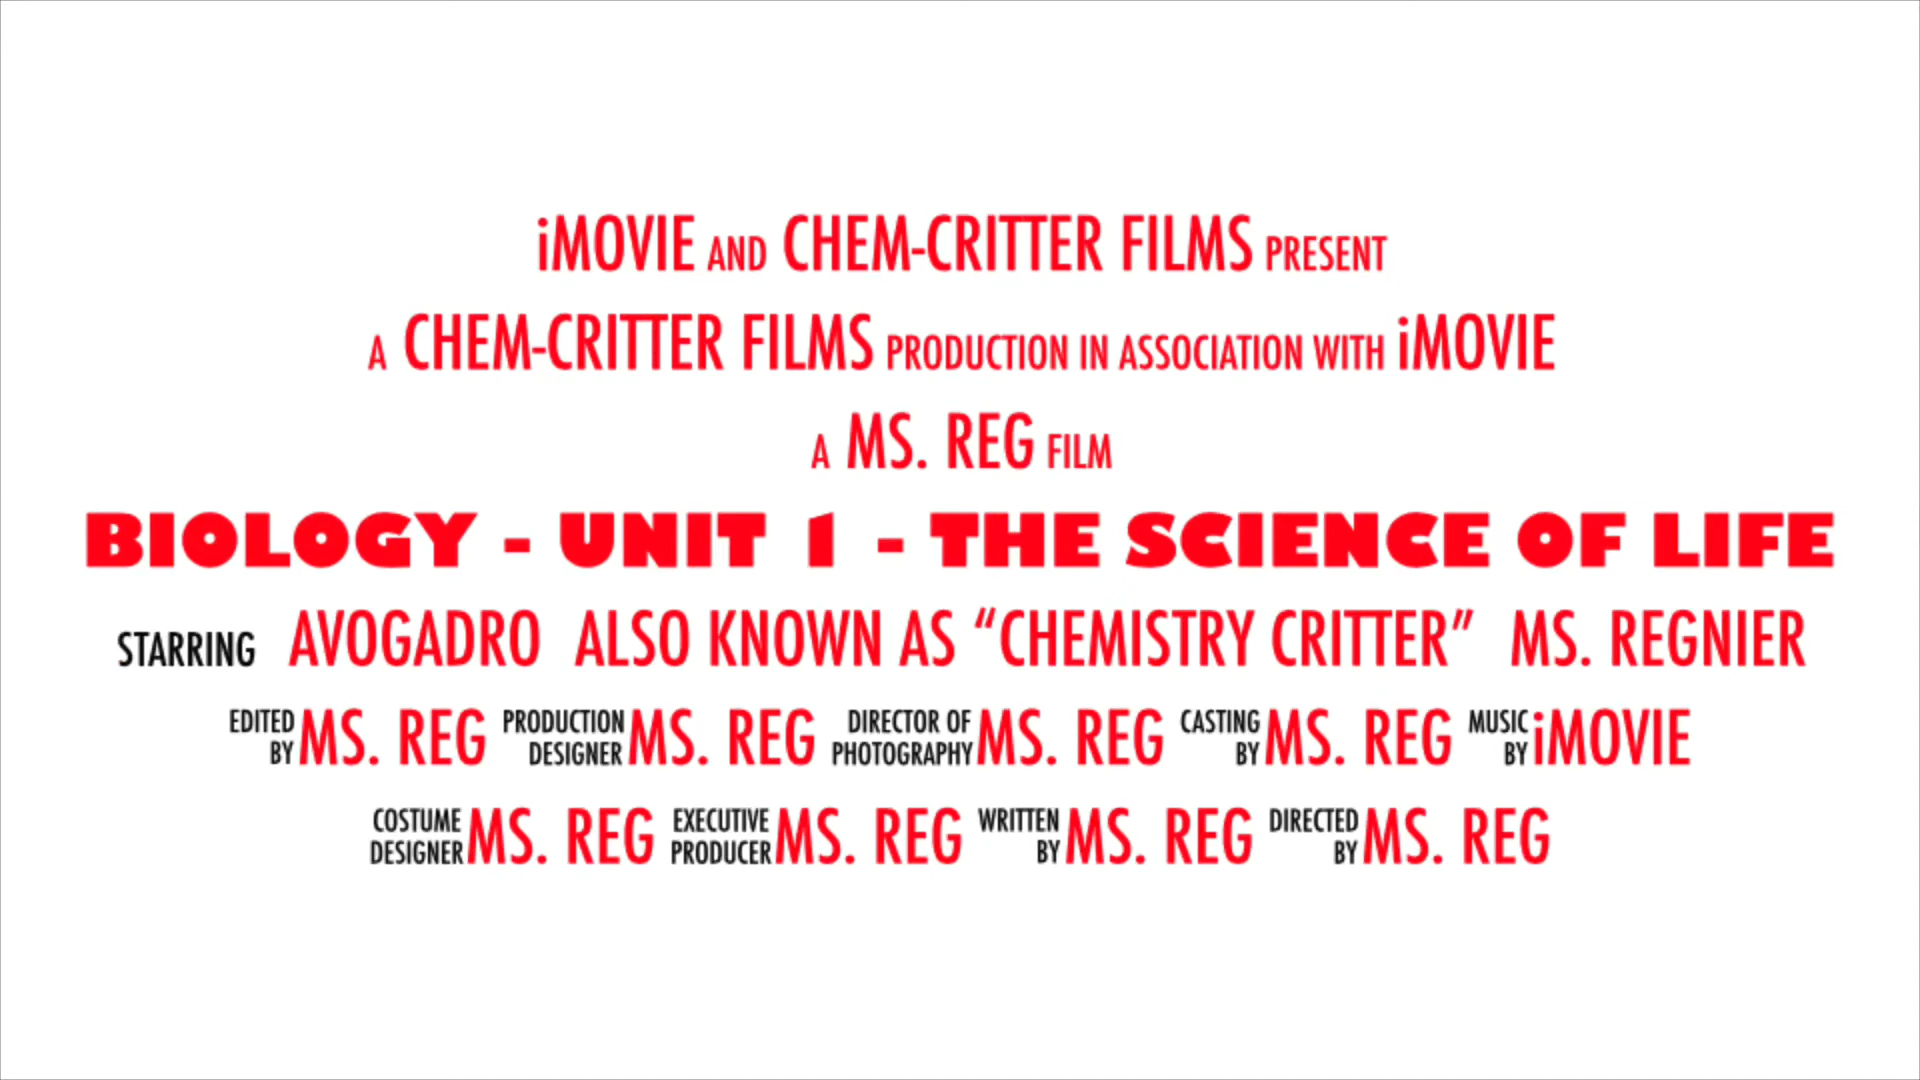 iMOVIE AND CHEM-CRITTER FILMS PRESENT
A CHEM-CRITTER FILMS PRODUCTION IN ASSOCIATION WITH iMOVIE
A MS. REG FILM
BIOLOGY - UNIT 1 - THE SCIENCE OF LIFE
STARRING AVOGADRO ALSO KNOWN AS “CHEMISTRY CRITTER” MS. REGNIER
EDITED BY MS. REG PRODUCTION DESIGNER MS. REG DIRECTOR OF PHOTOGRAPHY MS. REG CASTING BY MS. REG MUSIC BY iMOVIE
COSTUME DESIGNER MS. REG EXECUTIVE PRODUCER MS. REG WRITTEN BY MS. REG DIRECTED BY MS. REG